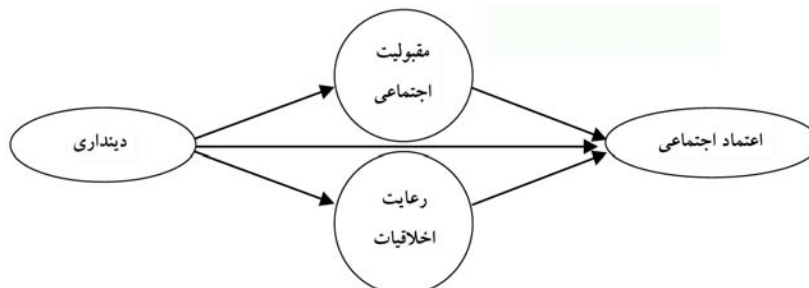 مقبولیت
اجتماعی
دینداری
اعتماد اجتماعی
رعایت
اخلاقیات